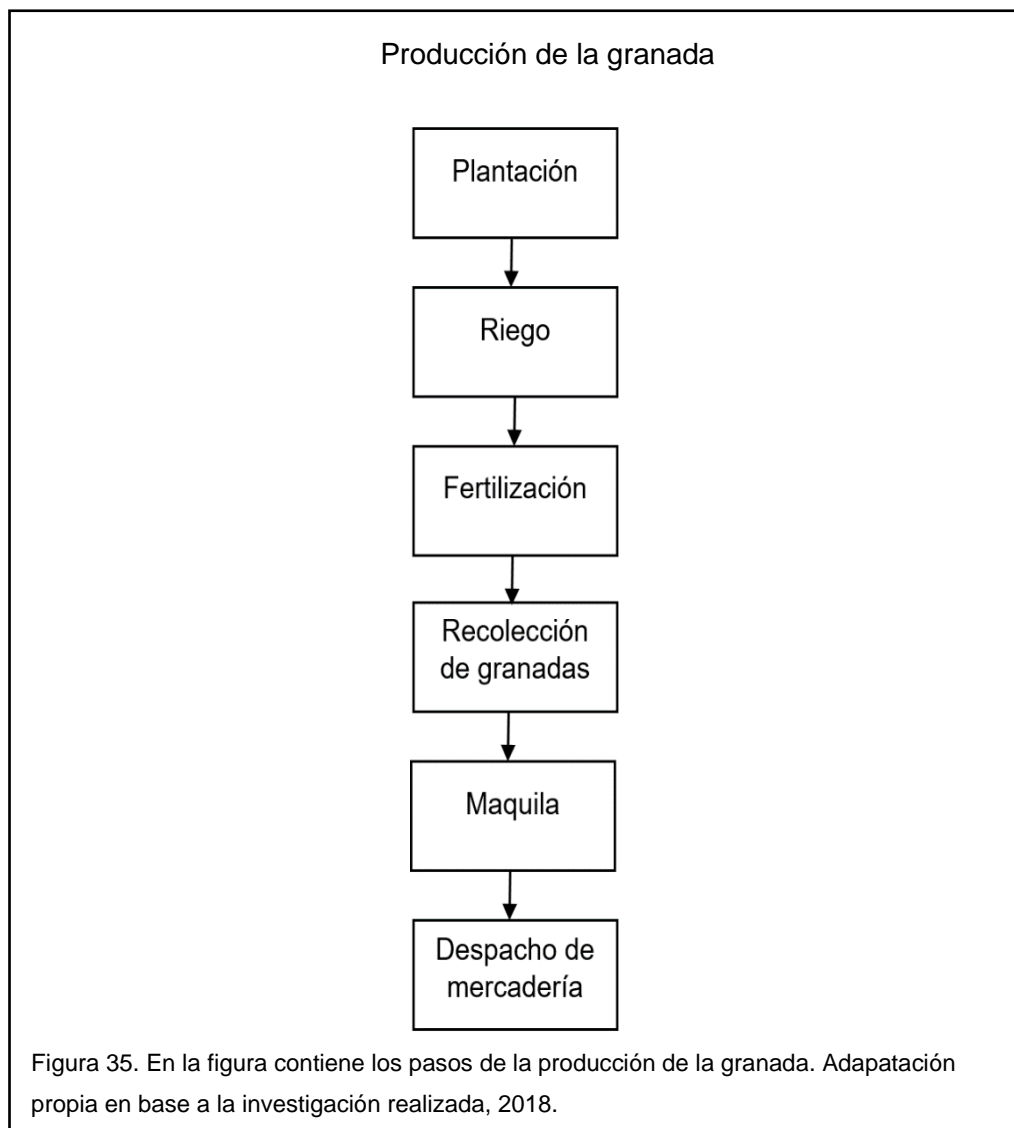 Producción de la granada
Plantación
Riego
Fertilización
Recolección
de granadas
Maquila
Despacho de
mercadería
Figura 35. En la figura contiene los pasos de la producción de la granada. Adapatación
propia en base a la investigación realizada, 2018.